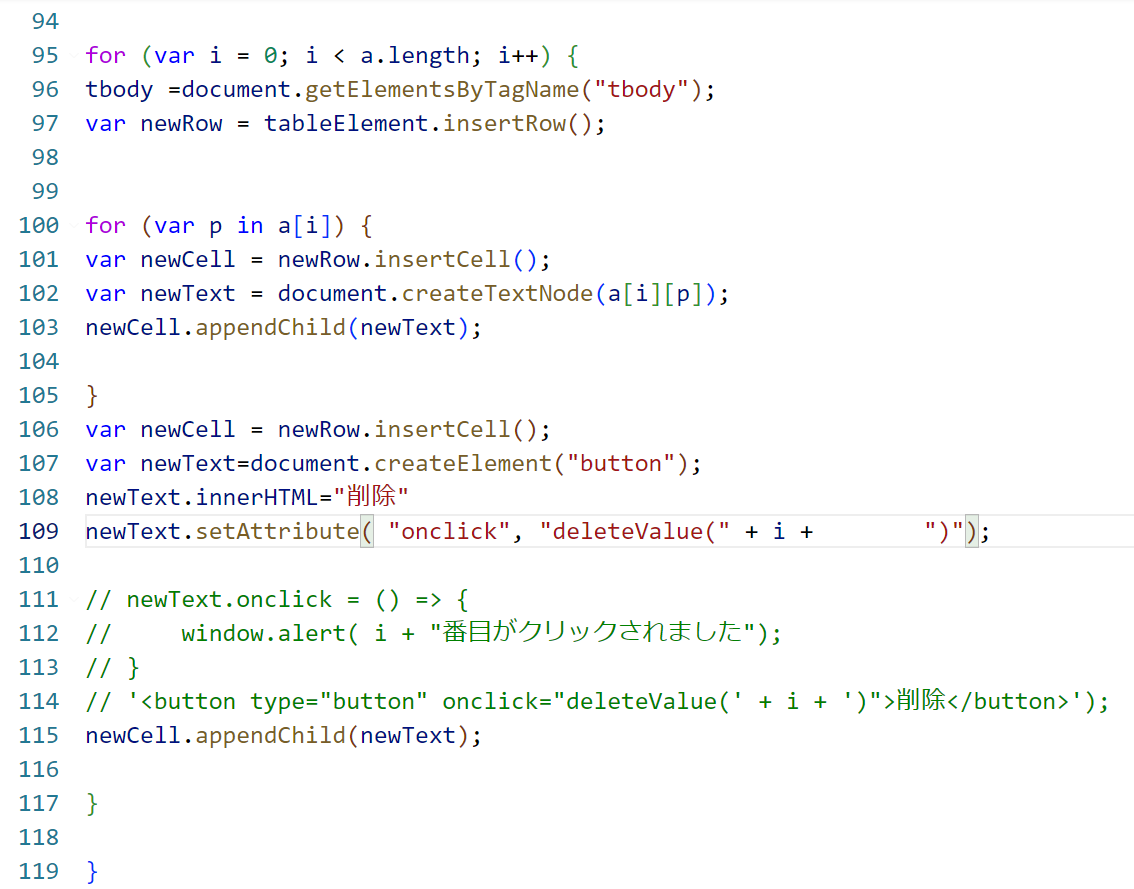 94
95 for (var i = 0; i < a.length; i++) {
96 tbody =document.getElementsByTagName("tbody");
97 var newRow = tableElement.insertRow();
98
99
100 for (var p in a[i]) {
101 var newCell = newRow.insertCell();
102 var newText = document.createTextNode(a[i][p]);
103 newCell.appendChild(newText);
104
105 }
106 var newCell = newRow.insertCell();
107 var newText=document.createElement("button");
108 newText.innerHTML="削除"
109 newText.setAttribute( "onclick", "deleteValue(" + i +        ")");
110
111 // newText.onclick = () => {
112 //     window.alert( i + "番目がクリックされました");
113 // }
114 // '<button type="button" onclick="deleteValue(' + i + ')">削除</button>');
115 newCell.appendChild(newText);
116
117 }
118
119 }